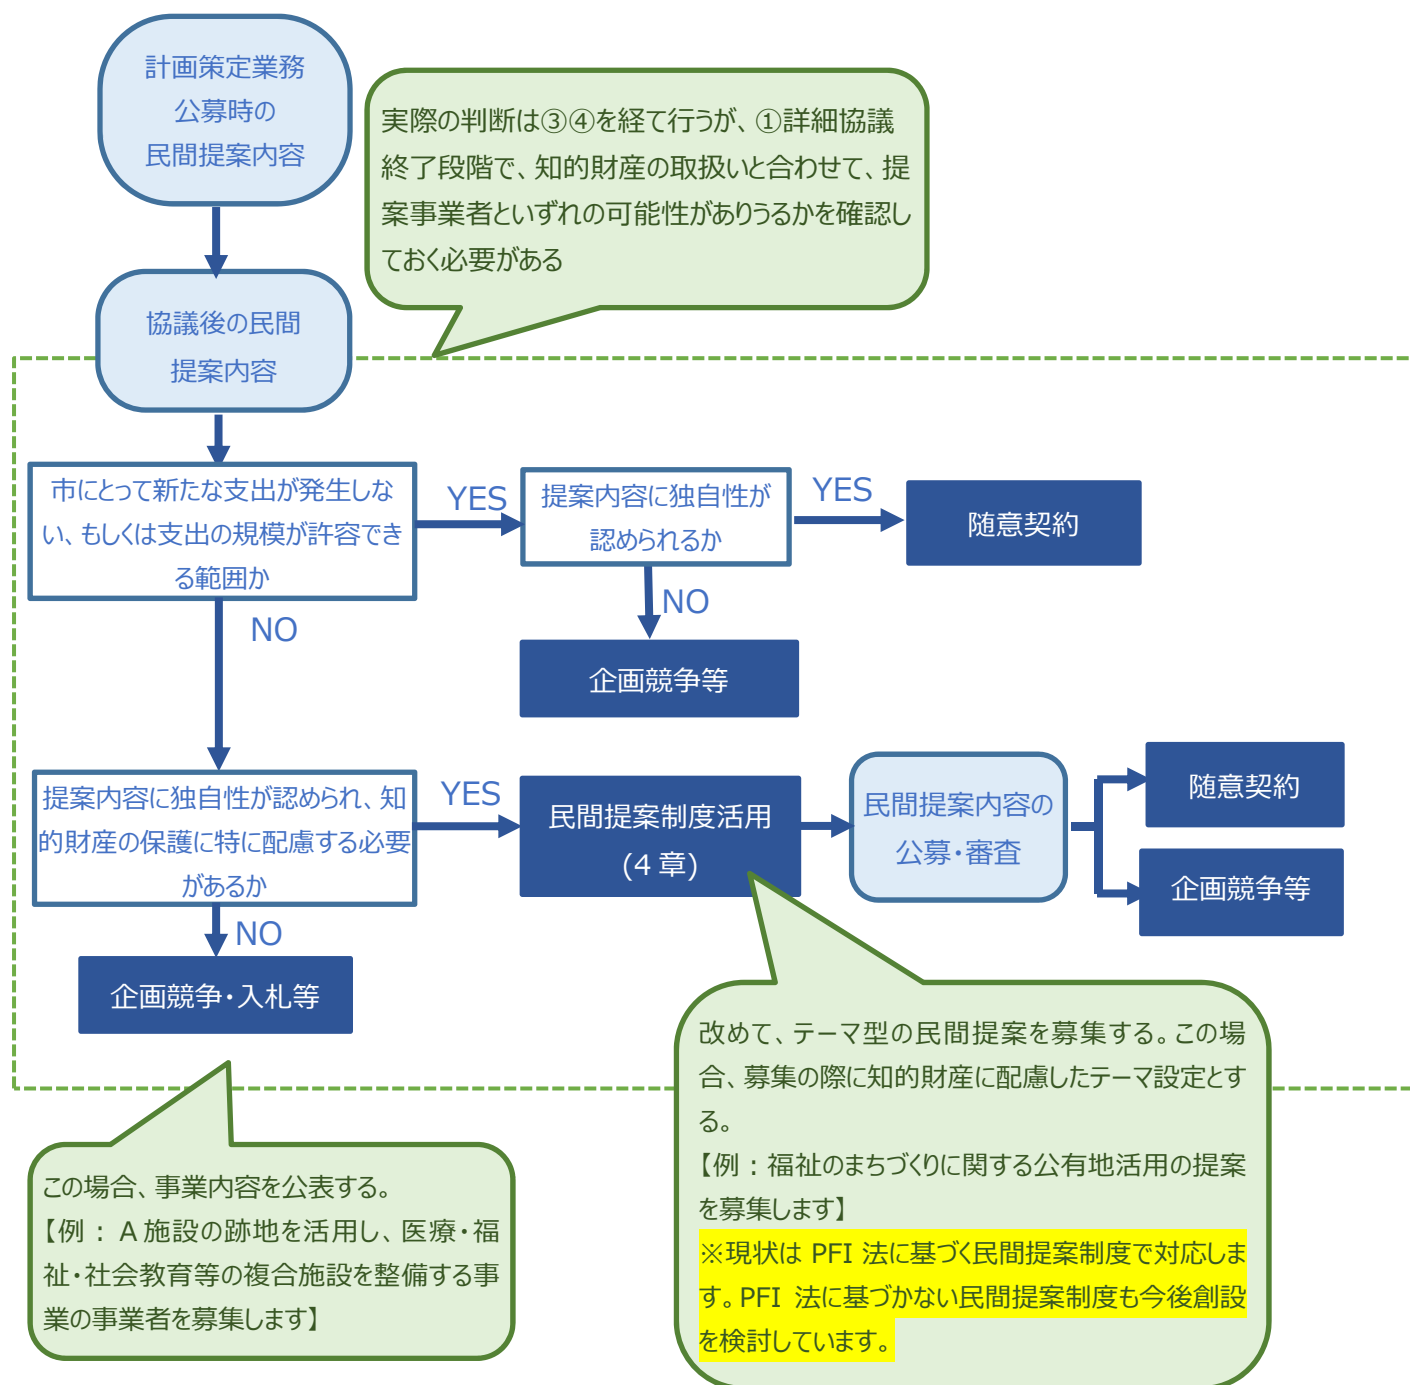 計画策定業務
公募時の
民間提案内容
実際の判断は③④を経て行うが、①詳細協議
終了段階で、知的財産の取扱いと合わせて、提
案事業者といずれの可能性がありうるかを確認し
ておく必要がある
協議後の民間
提案内容
市にとって新たな支出が発生しな
い、もしくは支出の規模が許容でき
る範囲か
YES
提案内容に独自性が
認められるか
YES
随意契約
NO
NO
企画競争等
提案内容に独自性が認められ、知
的財産の保護に特に配慮する必要
があるか
YES
民間提案制度活用
(4 章)
民間提案内容の
公募・審査
随意契約
企画競争等
NO
企画競争・入札等
この場合、事業内容を公表する。
【例：A 施設の跡地を活用し、医療・福
祉・社会教育等の複合施設を整備する事
業の事業者を募集します】
改めて、テーマ型の民間提案を募集する。この場
合、募集の際に知的財産に配慮したテーマ設定とす
る。
【例：福祉のまちづくりに関する公有地活用の提案
を募集します】
※現状は PFI 法に基づく民間提案制度で対応しま
す。PFI 法に基づかない民間提案制度も今後創設
を検討しています。